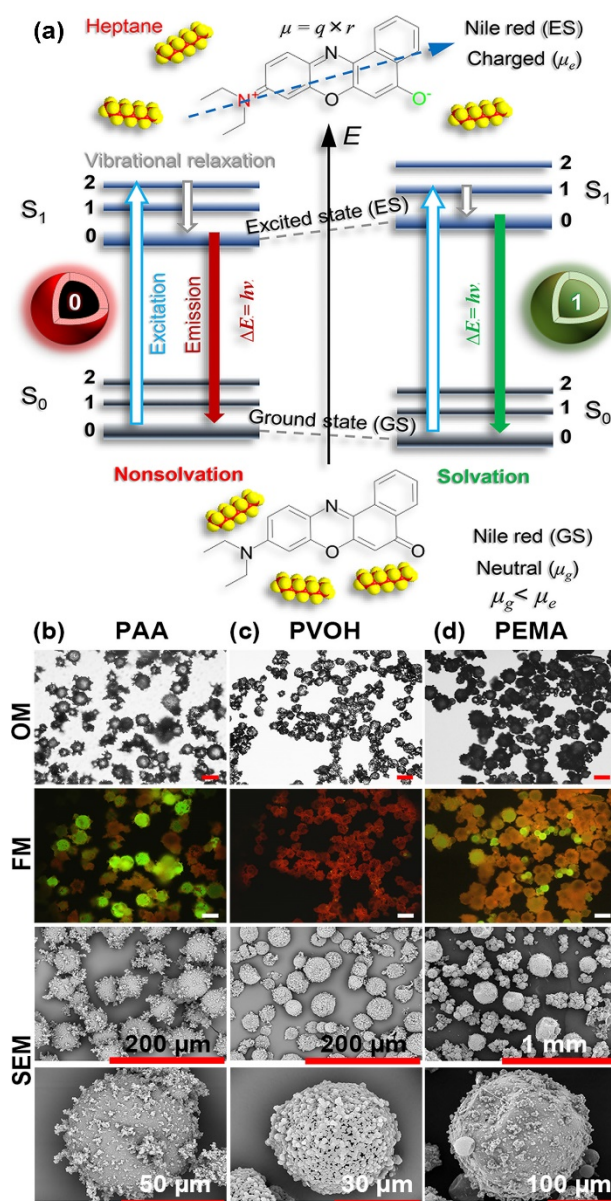 (a)
Heptane
μ = q × r
Nile red (ES)
Charged (μe)
N+
N
O
O-
Vibrational relaxation
E
2
1
0
S1
Excited state (ES)
2
1
0
S1
0
Excitation
Emission
ΔE = hν
ΔE = hν
1
S0
2
1
0
Ground state (GS)
2
1
0
S0
Nonsolvation
Solvation
N
N
O
O
Nile red (GS)
Neutral (μg)
μg < μe
(b) PAA (c) PVOH (d) PEMA
OM
FM
SEM
200 μm 200 μm 1 mm
50 μm 30 μm 100 μm